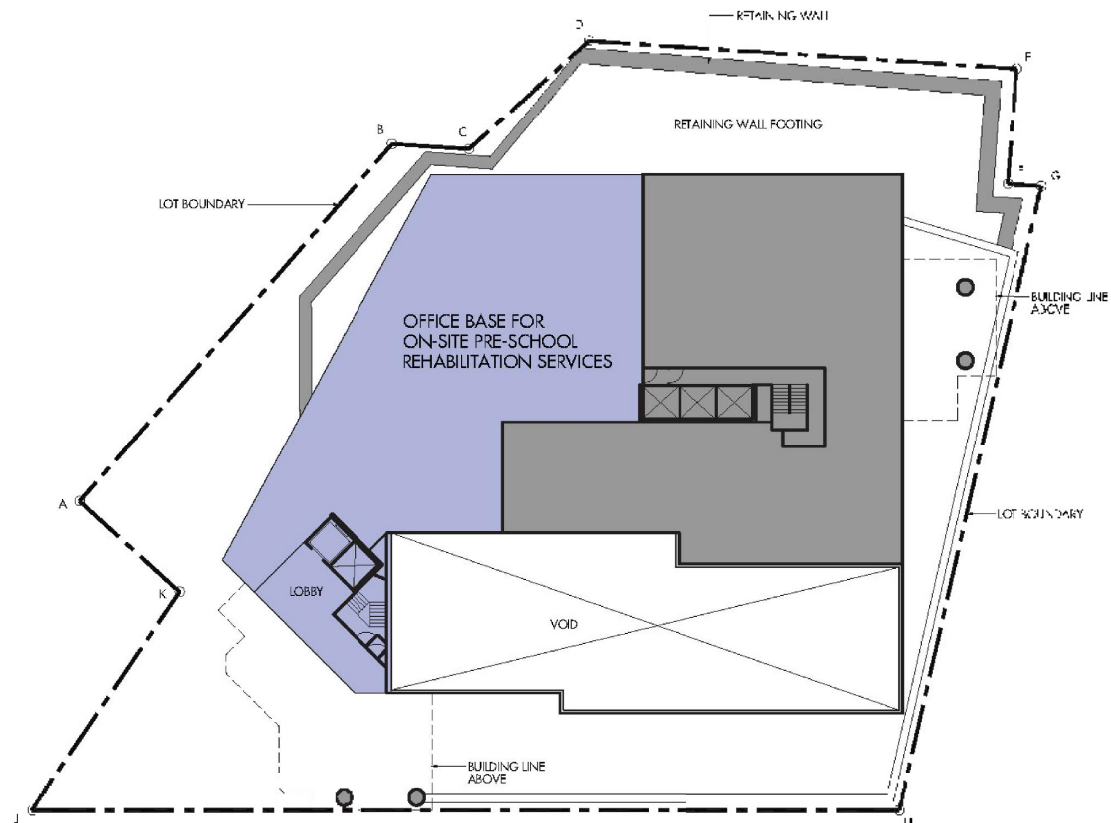 D
RETAINING WALL
E
B
C
RETAINING WALL FOOTING
G
LOT BOUNDARY
BUILDING LINE
ABOVE
OFFICE BASE FOR
ON-SITE PRE-SCHOOL
REHABILITATION SERVICES
A
LOT BOUNDARY
K
LOBBY
VOID
BUILDING LINE
ABOVE
J
H